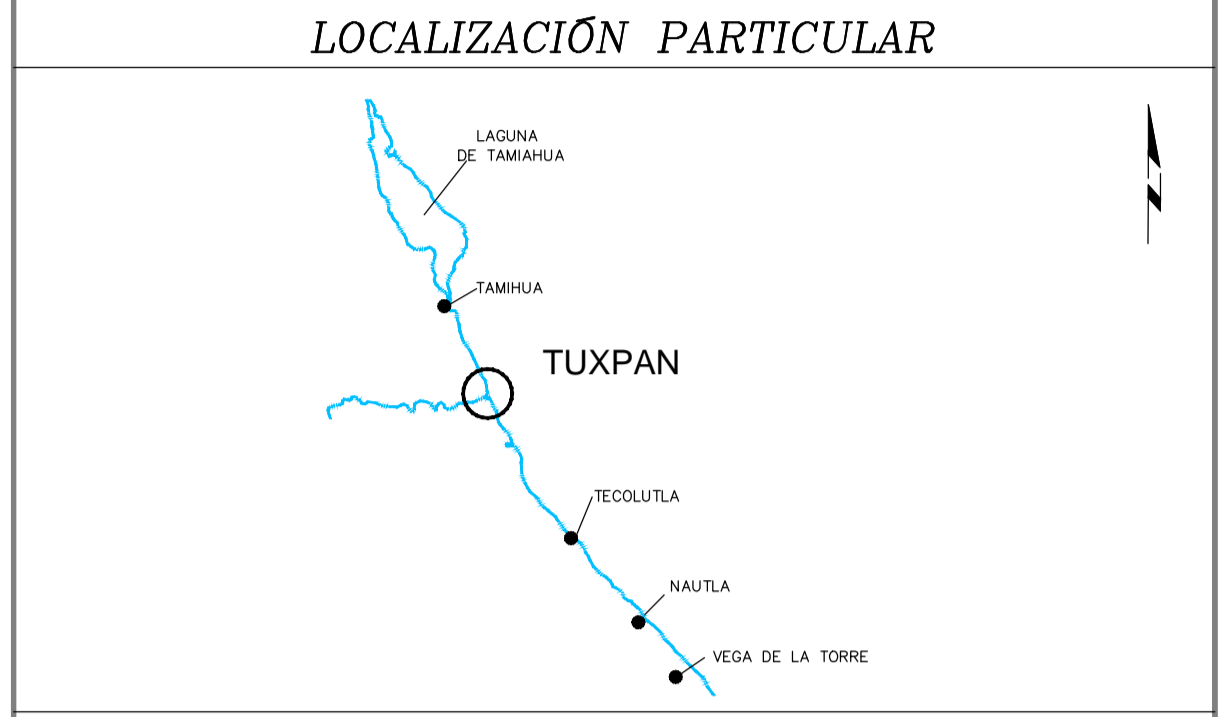 LOCALIZACIÓN PARTICULAR
LAGUNA
DE TAMIAHUA
TAMIHUA
TUXPAN
TECOLUTLA
NAUTLA
VEGA DE LA TORRE
N